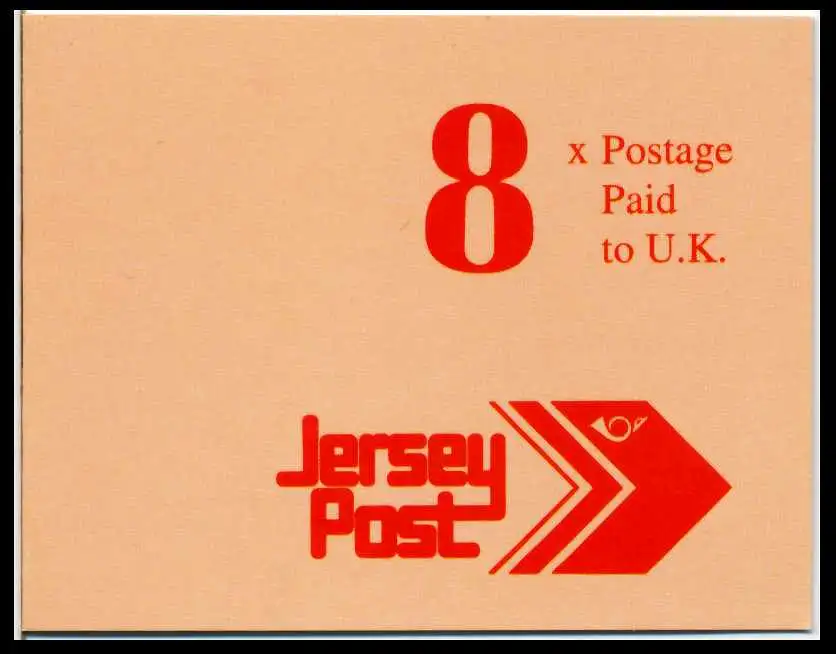 8 x Postage
Paid
to U.K.
Jersey
Post